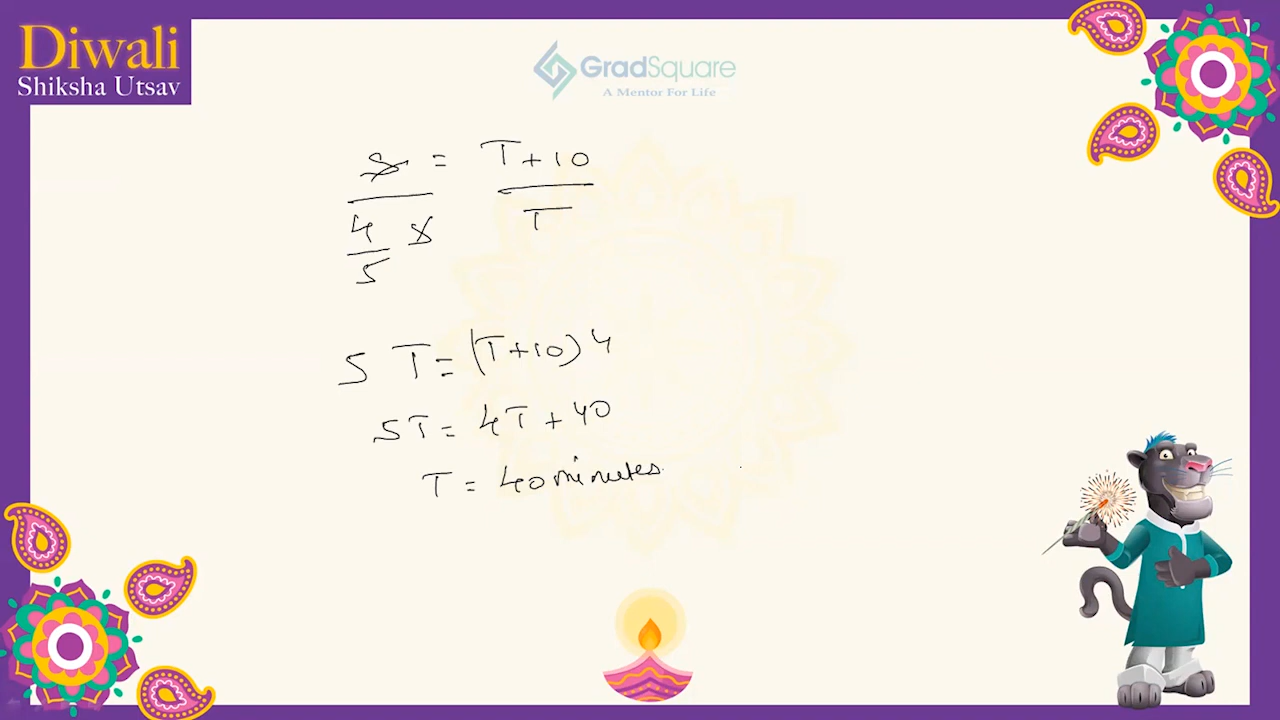 Diwali
Shiksha Utsav
GradSquare
A Mentor For Life
S = T+10
4/5 S T
5 T = (T+10) 4
5T = 4T + 40
T = 40 minutes.